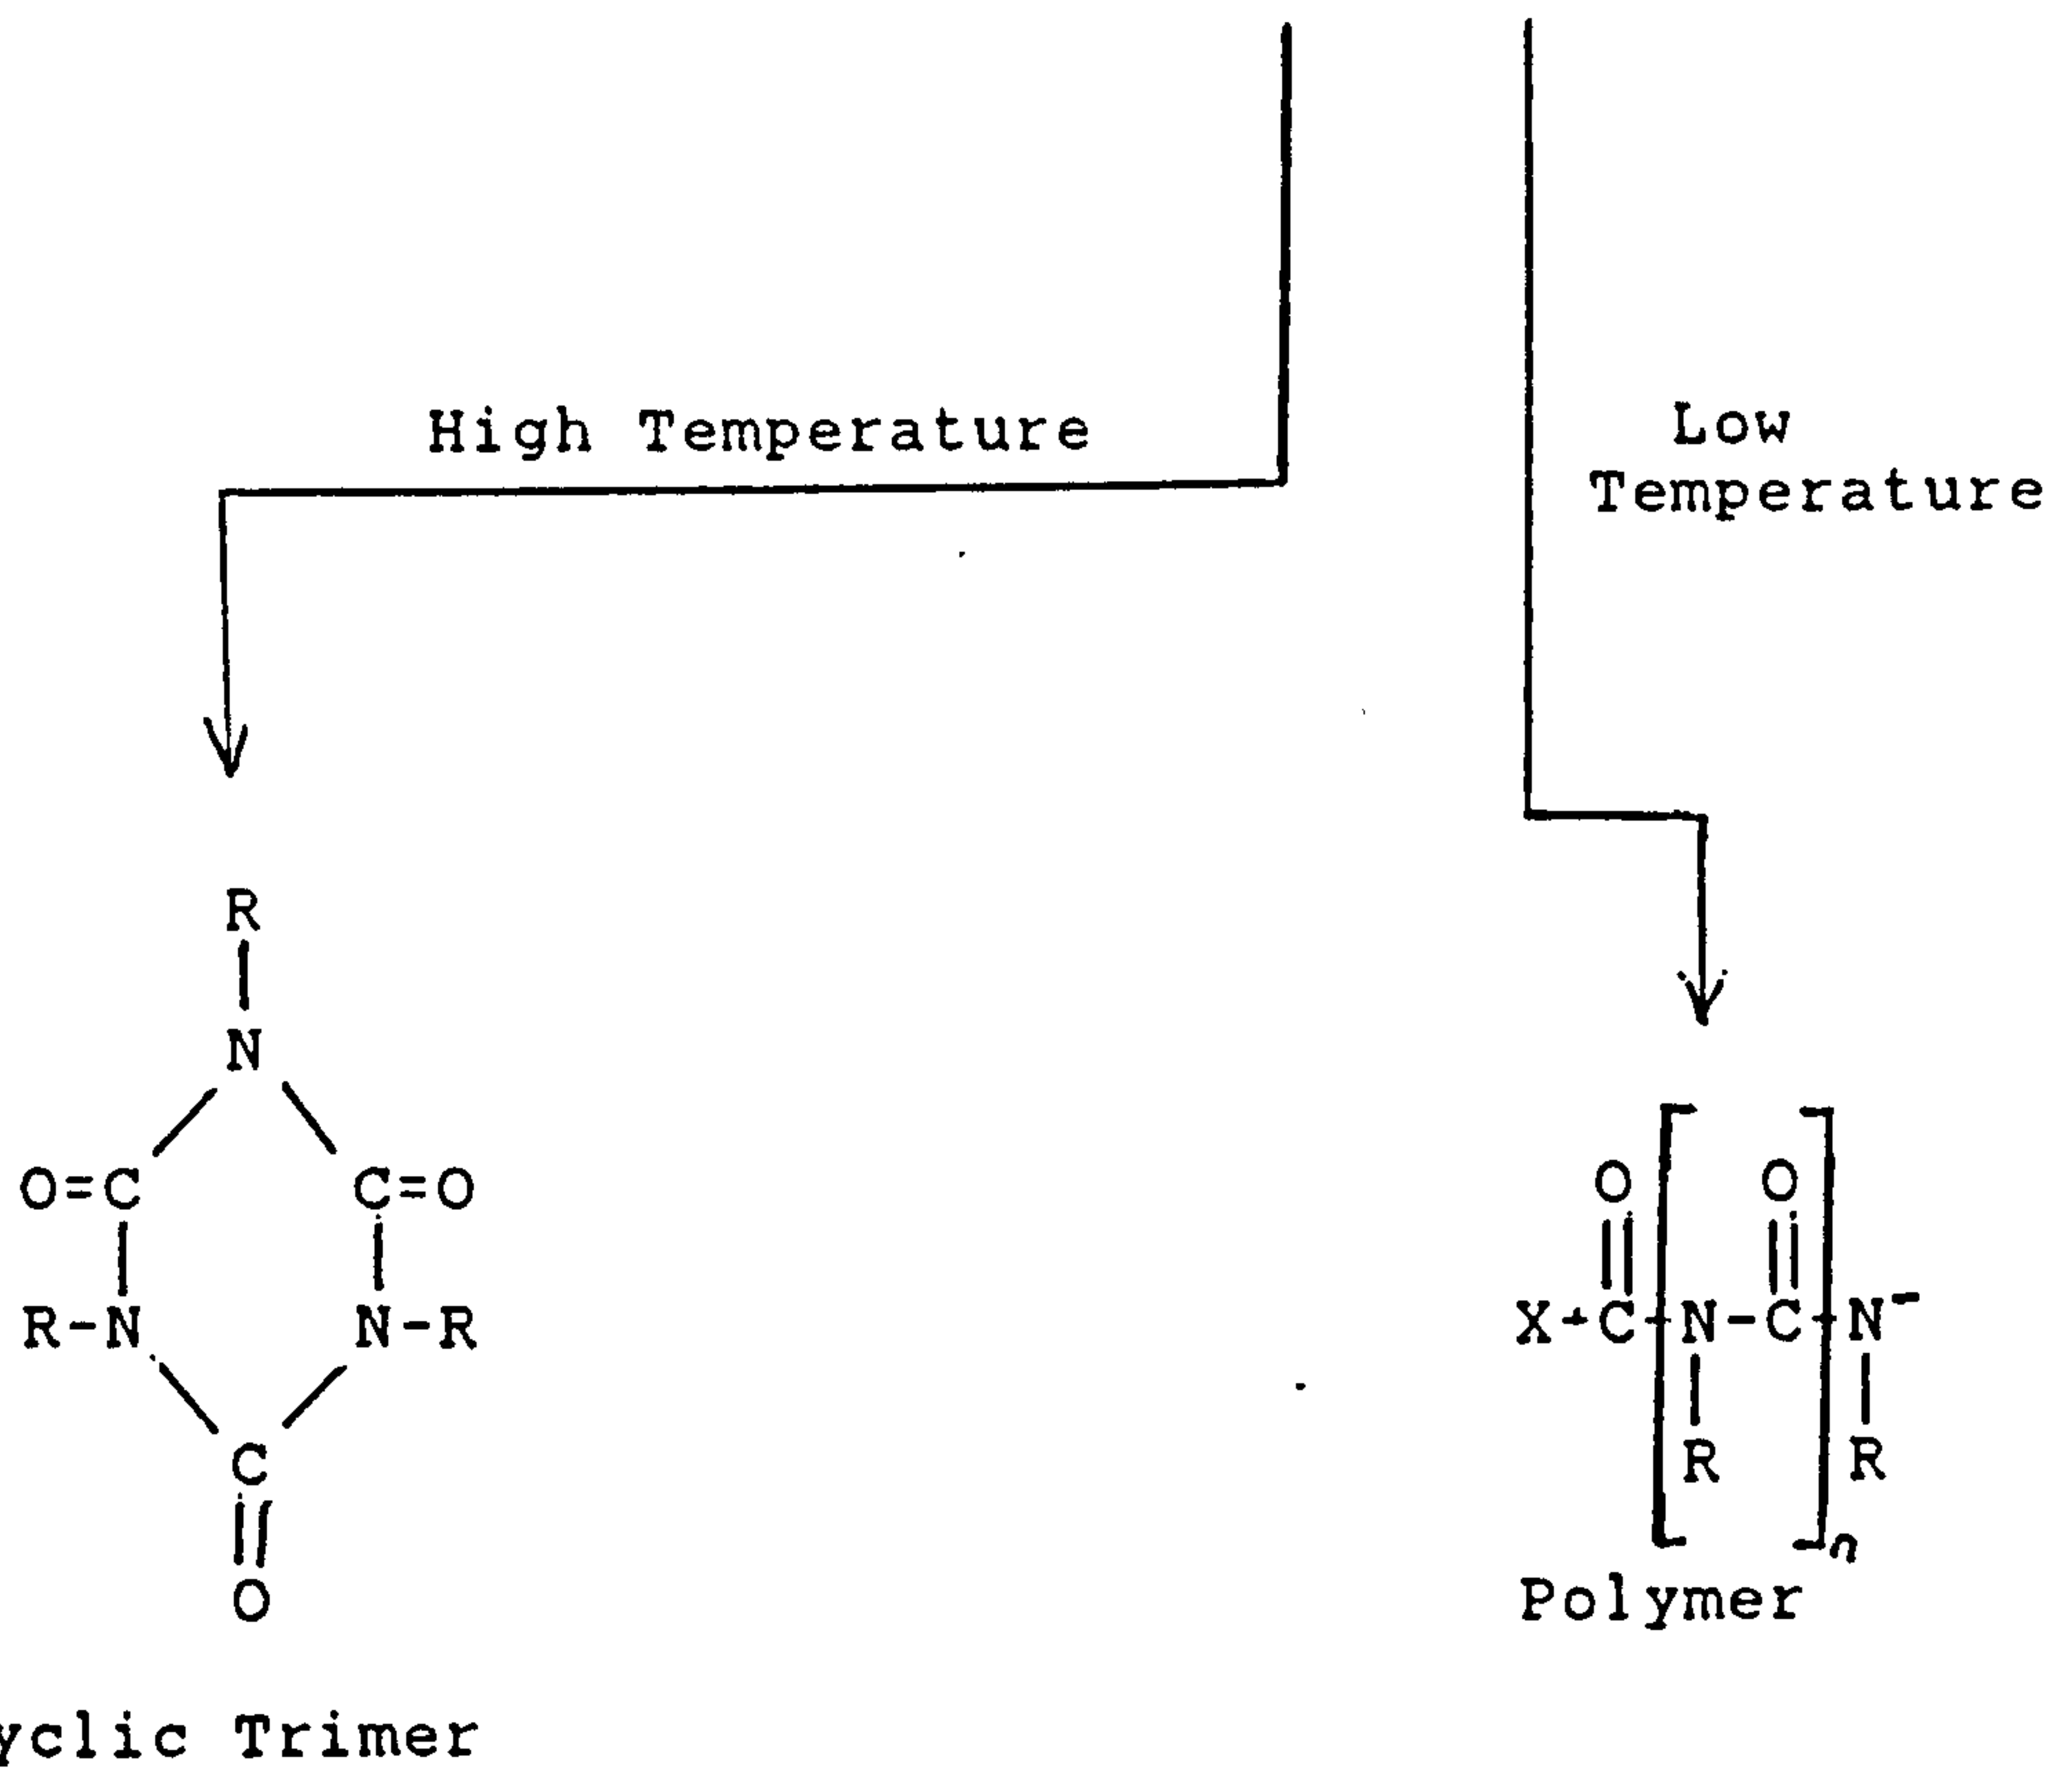 High Temperature
Low
Temperature
R
N
O=C C=O
R-N N-R
C
O
O O
X-C-N-C-N⁻
R R
n
Polymer
yclic Trimer